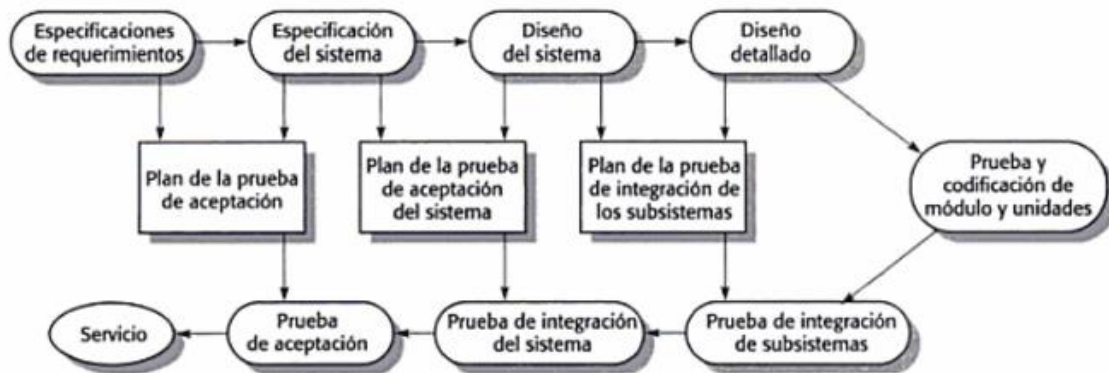 Especificaciones
de requerimientos
Especificación
del sistema
Diseño
del sistema
Diseño
detallado
Plan de la prueba
de aceptación
Plan de la prueba
de aceptación
del sistema
Plan de la prueba
de integración de
los subsistemas
Prueba y
codificación de
módulo y unidades
Servicio
Prueba
de aceptación
Prueba de integración
del sistema
Prueba de integración
de subsistemas